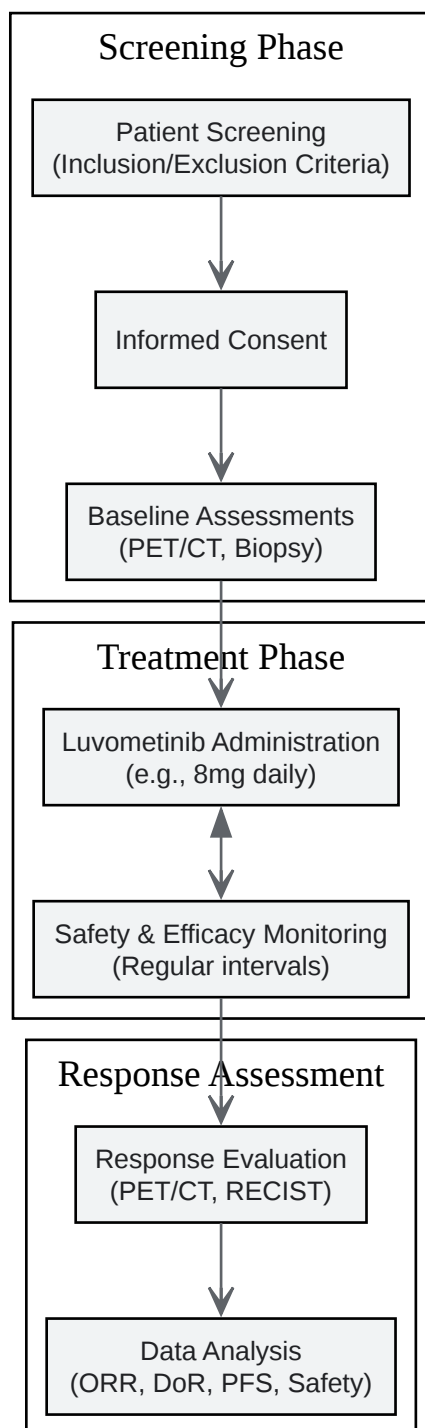 Screening Phase
Patient Screening
(Inclusion/Exclusion Criteria)
Informed Consent
Baseline Assessments
(PET/CT, Biopsy)
Treatment Phase
Luvometinib Administration
(e.g., 8mg daily)
Safety & Efficacy Monitoring
(Regular intervals)
Response Assessment
Response Evaluation
(PET/CT, RECIST)
Data Analysis
(ORR, DoR, PFS, Safety)